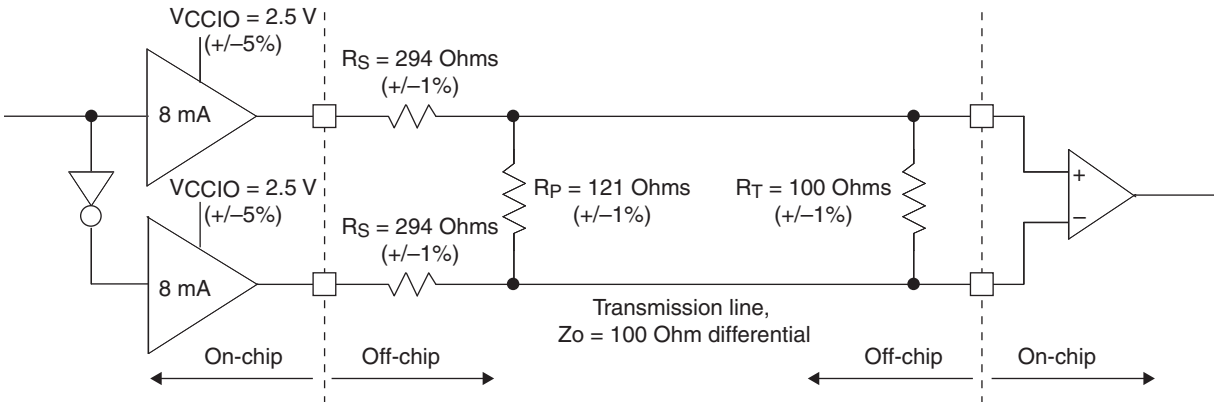 VCCIO = 2.5 V
(+/–5%)
8 mA
RS = 294 Ohms
(+/–1%)
VCCIO = 2.5 V
(+/–5%)
8 mA
RS = 294 Ohms
(+/–1%)
RP = 121 Ohms
(+/–1%)
RT = 100 Ohms
(+/–1%)
+
–
Transmission line,
Zo = 100 Ohm differential
On-chip
Off-chip
Off-chip
On-chip